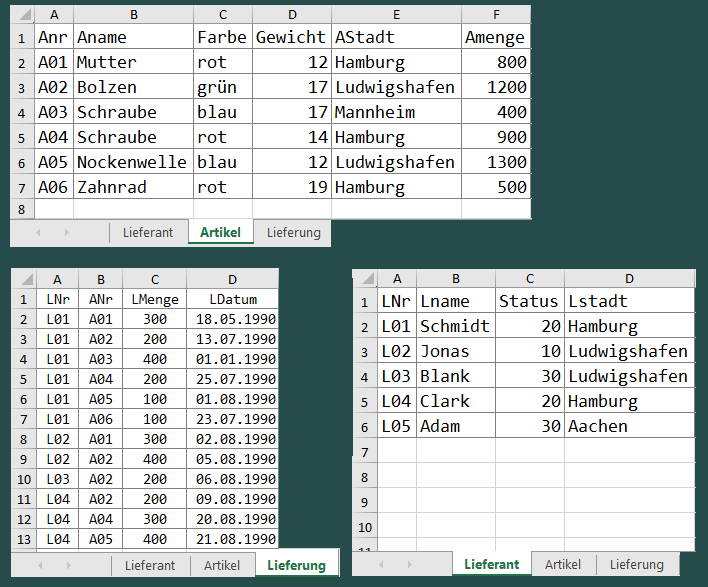 A B C D E F
1 Anr Aname Farbe Gewicht AStadt Amenge
2 A01 Mutter rot 12 Hamburg 800
3 A02 Bolzen grün 17 Ludwigshafen 1200
4 A03 Schraube blau 17 Mannheim 400
5 A04 Schraube rot 14 Hamburg 900
6 A05 Nockenwelle blau 12 Ludwigshafen 1300
7 A06 Zahnrad rot 19 Hamburg 500
8
Lieferant Artikel Lieferung
A B C D
1 LNr ANr LMenge LDatum
2 L01 A01 300 18.05.1990
3 L01 A02 200 13.07.1990
4 L01 A03 400 01.01.1990
5 L01 A04 200 25.07.1990
6 L01 A05 100 01.08.1990
7 L01 A06 100 23.07.1990
8 L02 A01 300 02.08.1990
9 L02 A02 400 05.08.1990
10 L03 A02 200 06.08.1990
11 L04 A02 200 09.08.1990
12 L04 A04 300 20.08.1990
13 L04 A05 400 21.08.1990
Lieferant Artikel Lieferung
A B C D
1 LNr Lname Status Lstadt
2 L01 Schmidt 20 Hamburg
3 L02 Jonas 10 Ludwigshafen
4 L03 Blank 30 Ludwigshafen
5 L04 Clark 20 Hamburg
6 L05 Adam 30 Aachen
7
8
9
10
11
Lieferant Artikel Lieferung